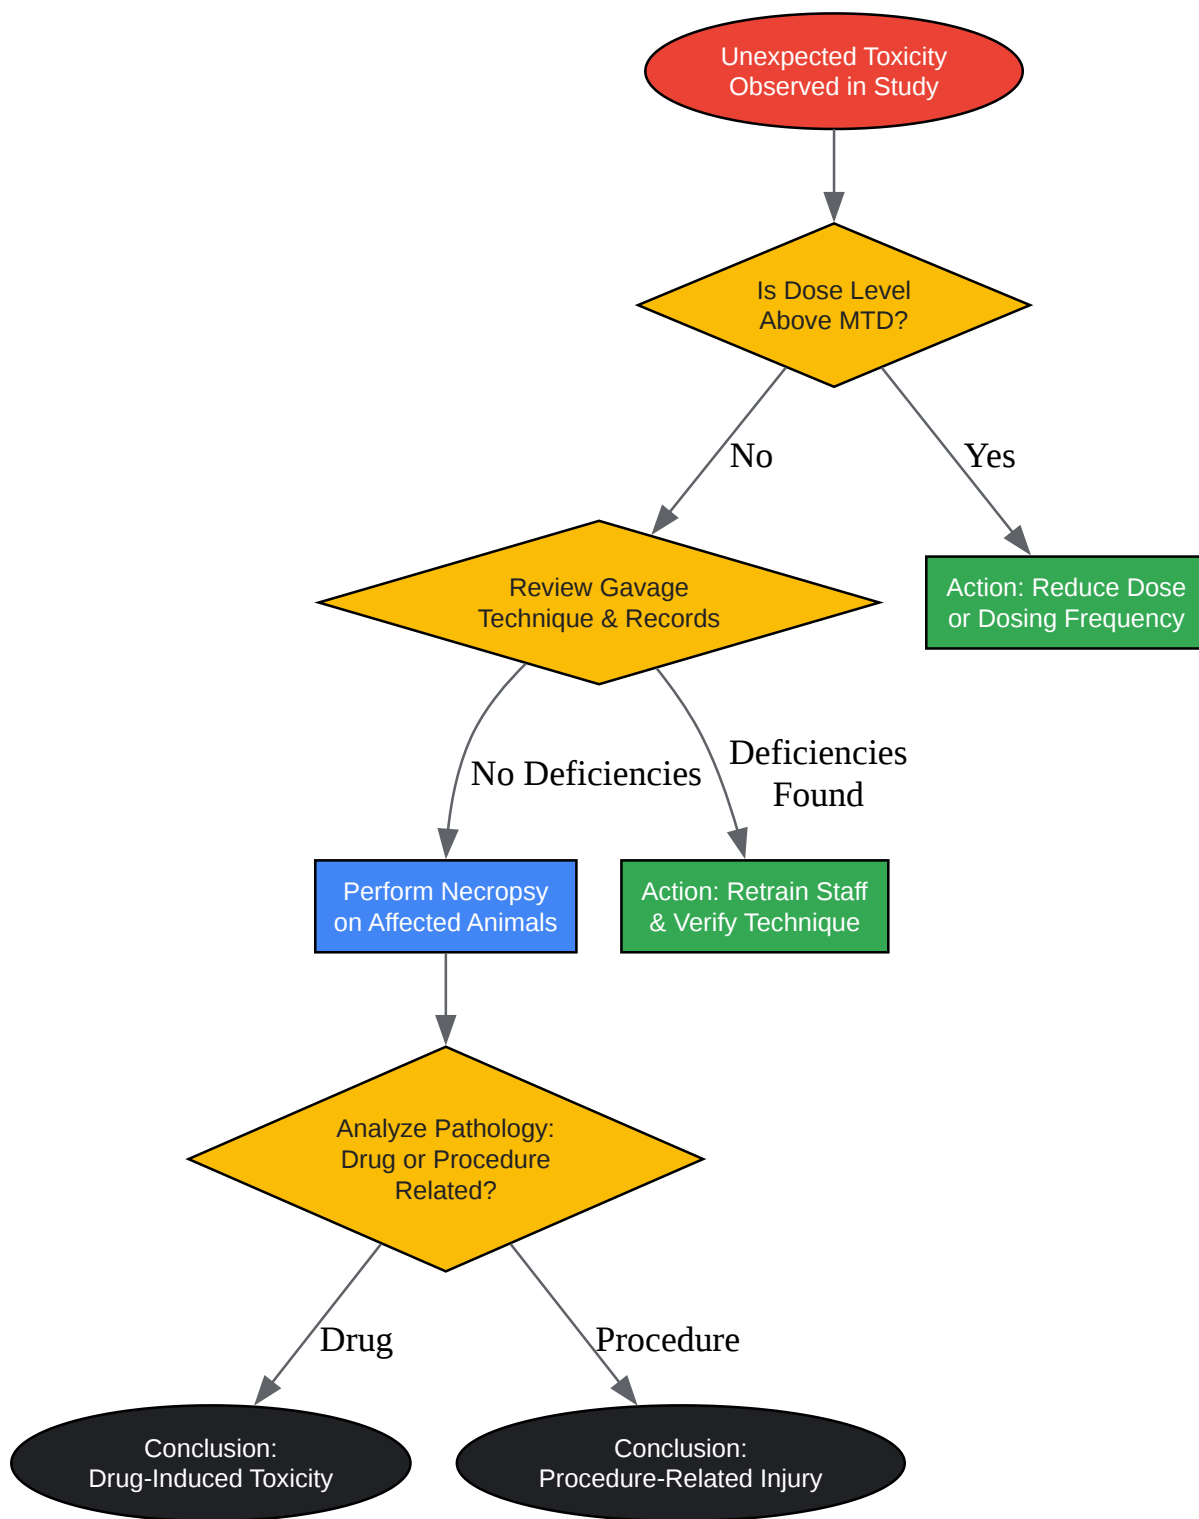 Unexpected Toxicity
Observed in Study
Is Dose Level
Above MTD?
No
Yes
Review Gavage
Technique & Records
Action: Reduce Dose
or Dosing Frequency
No Deficiencies
Deficiencies
Found
Perform Necropsy
on Affected Animals
Action: Retrain Staff
& Verify Technique
Analyze Pathology:
Drug or Procedure
Related?
Drug
Procedure
Conclusion:
Drug-Induced Toxicity
Conclusion:
Procedure-Related Injury